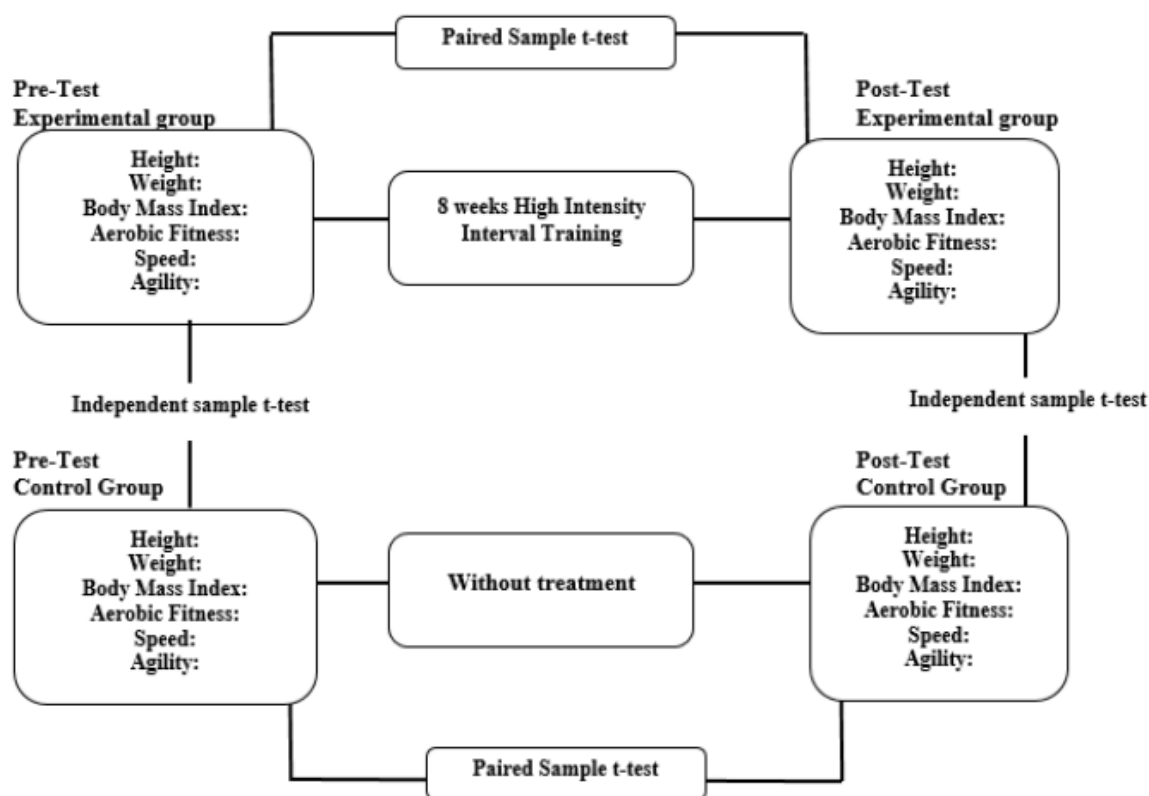 Paired Sample t-test
Pre-Test
Experimental group
Post-Test
Experimental group
Height:
Weight:
Body Mass Index:
Aerobic Fitness:
Speed:
Agility:
8 weeks High Intensity
Interval Training
Height:
Weight:
Body Mass Index:
Aerobic Fitness:
Speed:
Agility:
Independent sample t-test
Independent sample t-test
Pre-Test
Control Group
Post-Test
Control Group
Height:
Weight:
Body Mass Index:
Aerobic Fitness:
Speed:
Agility:
Without treatment
Height:
Weight:
Body Mass Index:
Aerobic Fitness:
Speed:
Agility:
Paired Sample t-test